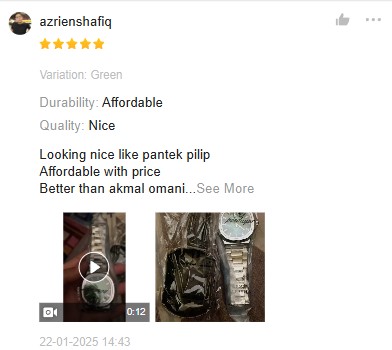 azrienshafiq
Variation: Green
Durability: Affordable
Quality: Nice
Looking nice like pantek pilip
Affordable with price
Better than akmal omani...See More
0:12
22-01-2025 14:43